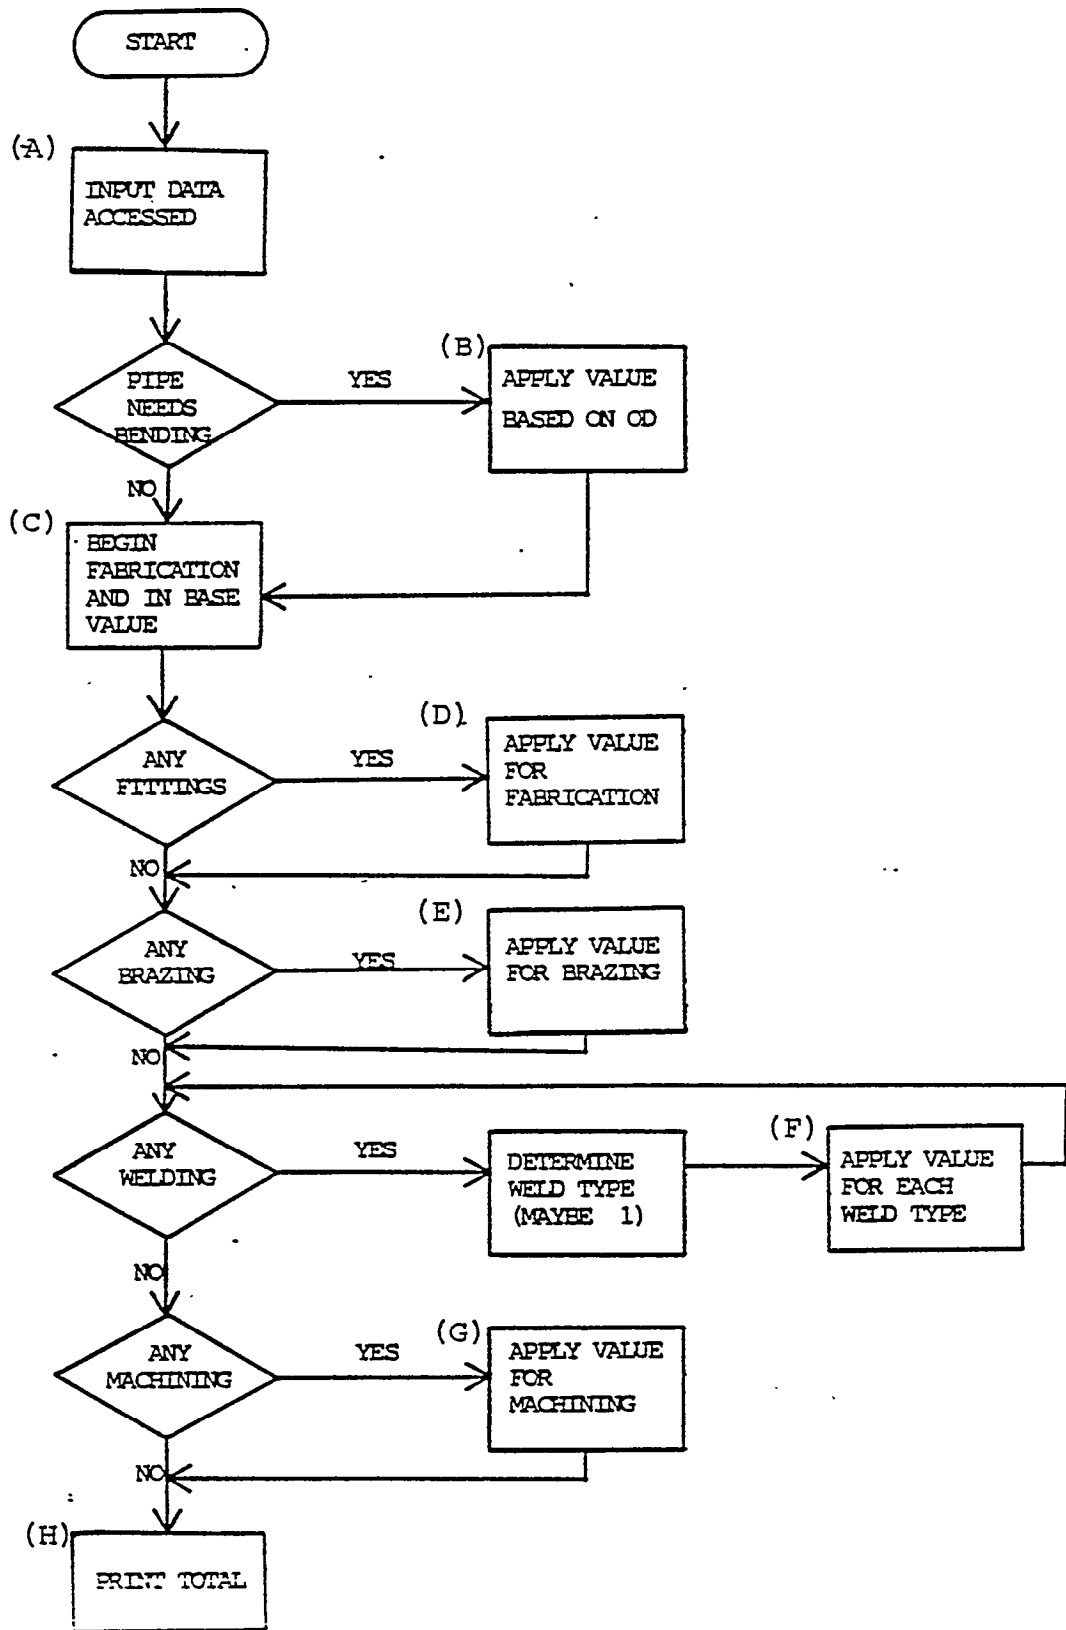 START
(A)
INPUT DATA
ACCESSED
PIPE
NEEDS
BENDING
YES
(B)
APPLY VALUE
BASED ON OD
NO
(C)
BEGIN
FABRICATION
AND IN BASE
VALUE
ANY
FITTINGS
YES
(D)
APPLY VALUE
FOR
FABRICATION
NO
ANY
BRAZING
YES
(E)
APPLY VALUE
FOR BRAZING
NO
ANY
WELDING
YES
DETERMINE
WELD TYPE
(MAYBE 1)
(F)
APPLY VALUE
FOR EACH
WELD TYPE
NO
ANY
MACHINING
YES
(G)
APPLY VALUE
FOR
MACHINING
NO
(H)
PRINT TOTAL